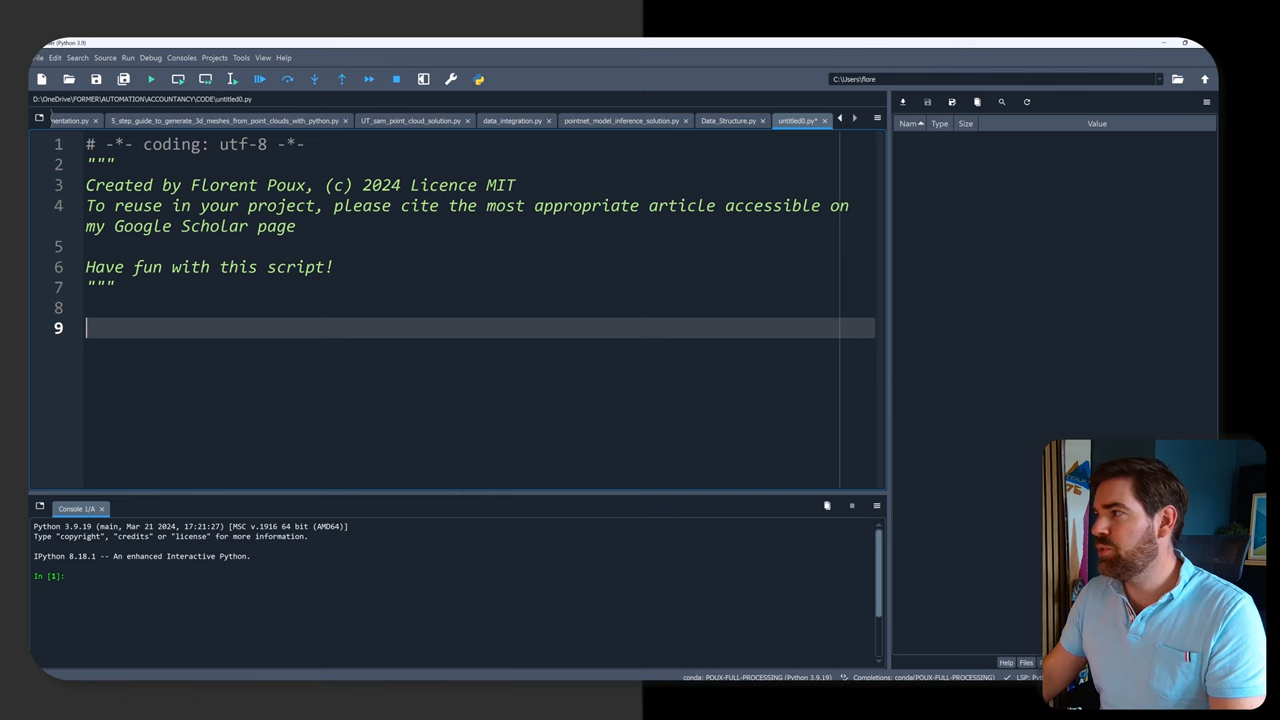 (Python 3.9)
File Edit Search Source Run Debug Consoles Projects Tools View Help
C:\Users\flore
D:\OneDrive\FORMER\AUTOMATION\ACCOUNTANCY\CODE\untitled0.py
entation.py 5_step_guide_to_generate_3d_meshes_from_point_clouds_with_python.py UT_sam_point_cloud_solution.py data_integration.py pointnet_model_inference_solution.py Data_Structure.py untitled0.py*
Nam Type Size Value
1 # -*- coding: utf-8 -*-
2 """
3 Created by Florent Poux, (c) 2024 Licence MIT
4 To reuse in your project, please cite the most appropriate article accessible on
my Google Scholar page
5
6 Have fun with this script!
7 """
8
9
Console 1/A
Python 3.9.19 (main, Mar 21 2024, 17:21:27) [MSC v.1916 64 bit (AMD64)]
Type "copyright", "credits" or "license" for more information.
IPython 8.18.1 -- An enhanced Interactive Python.
In [1]:
Help Files
conda: POUX-FULL-PROCESSING (Python 3.9.19) Completions: conda(POUX-FULL-PROCESSING) LSP: Pyt